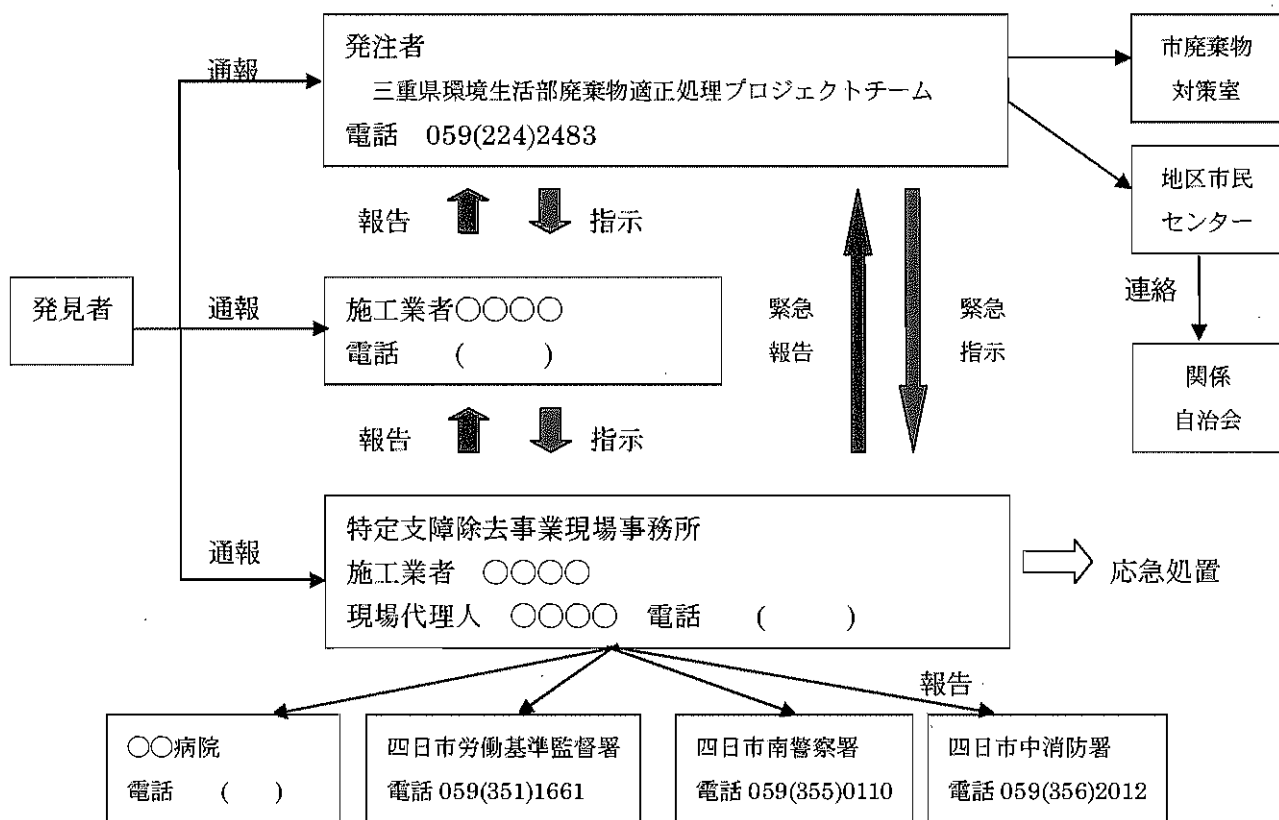 通報
発注者
三重県環境生活部廃棄物適正処理プロジェクトチーム
電話 059(224)2483
市廃棄物
対策室
地区市民
センター
連絡
関係
自治会
報告
指示
発見者
通報
施工業者○○○○
電話 ( )
緊急
報告
緊急
指示
報告
指示
通報
特定支障除去事業現場事務所
施工業者 ○○○○
現場代理人 ○○○○ 電話 ( )
応急処置
報告
○○病院
電話 ( )
四日市労働基準監督署
電話 059(351)1661
四日市南警察署
電話 059(355)0110
四日市中消防署
電話 059(356)2012